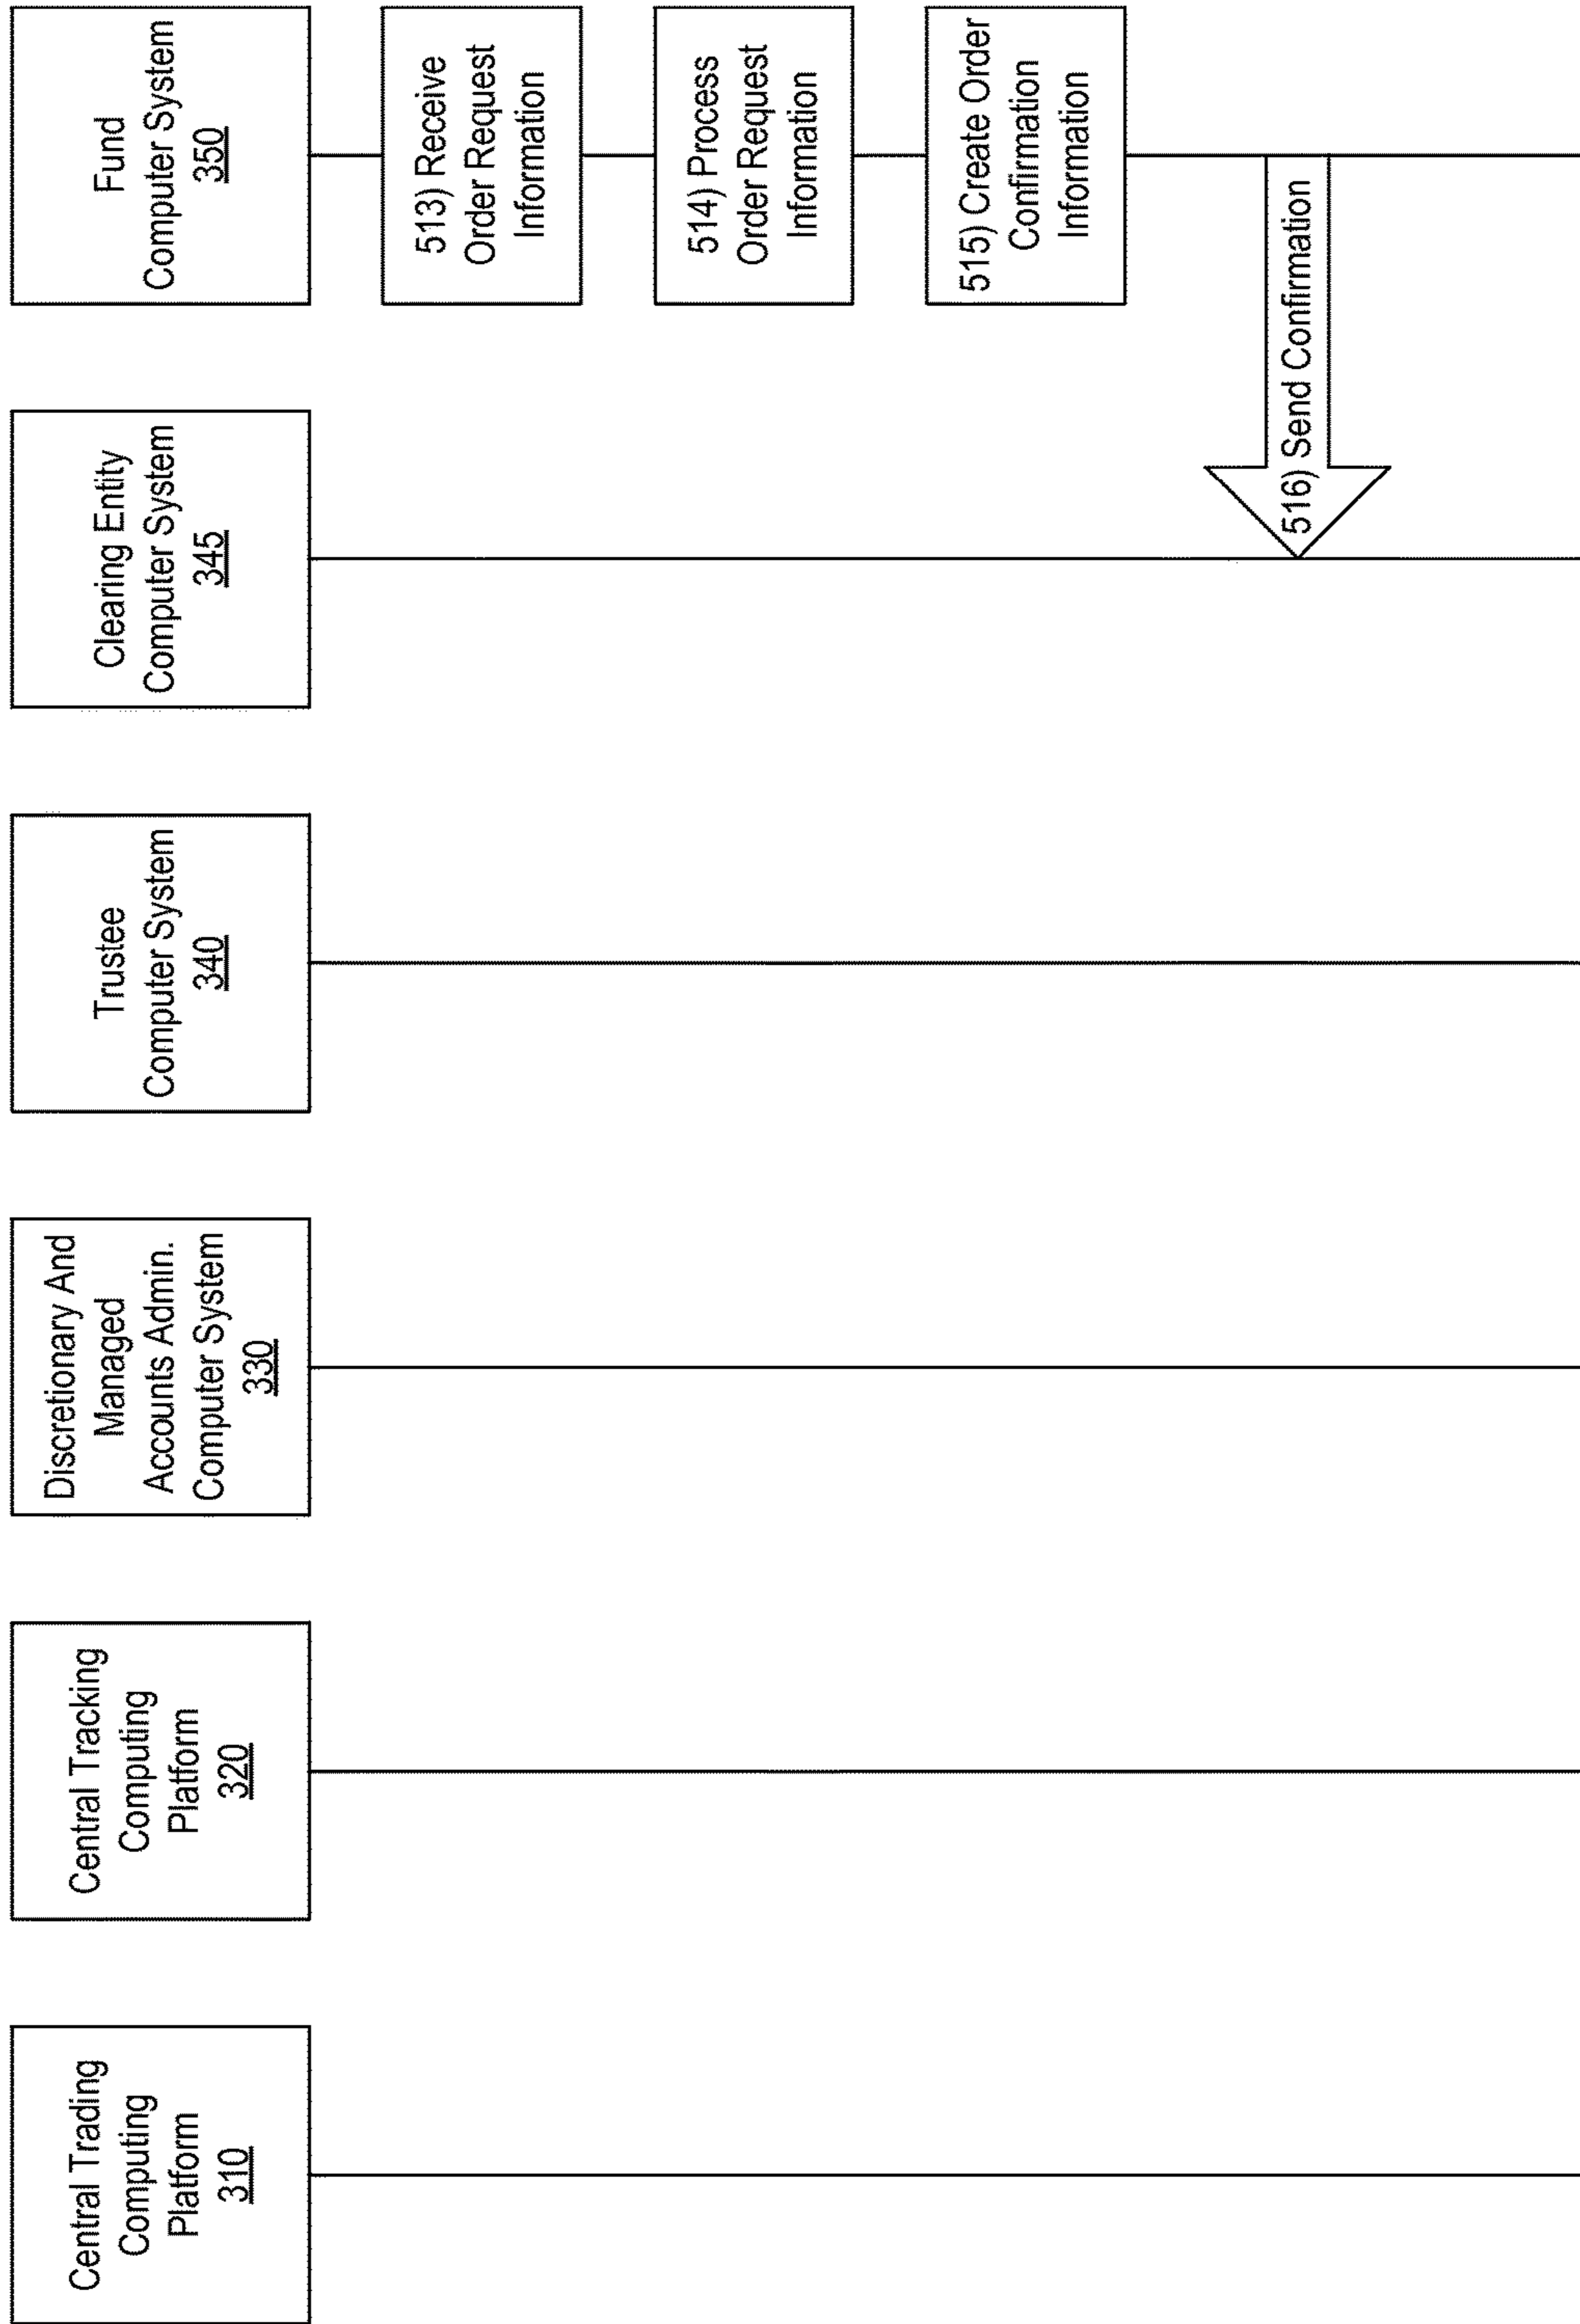 Central Trading
Computing
Platform
310
Central Tracking
Computing
Platform
320
Discretionary And
Managed
Accounts Admin.
Computer System
330
Trustee
Computer System
340
Clearing Entity
Computer System
345
Fund
Computer System
350
513) Receive
Order Request
Information
514) Process
Order Request
Information
515) Create Order
Confirmation
Information
516) Send Confirmation